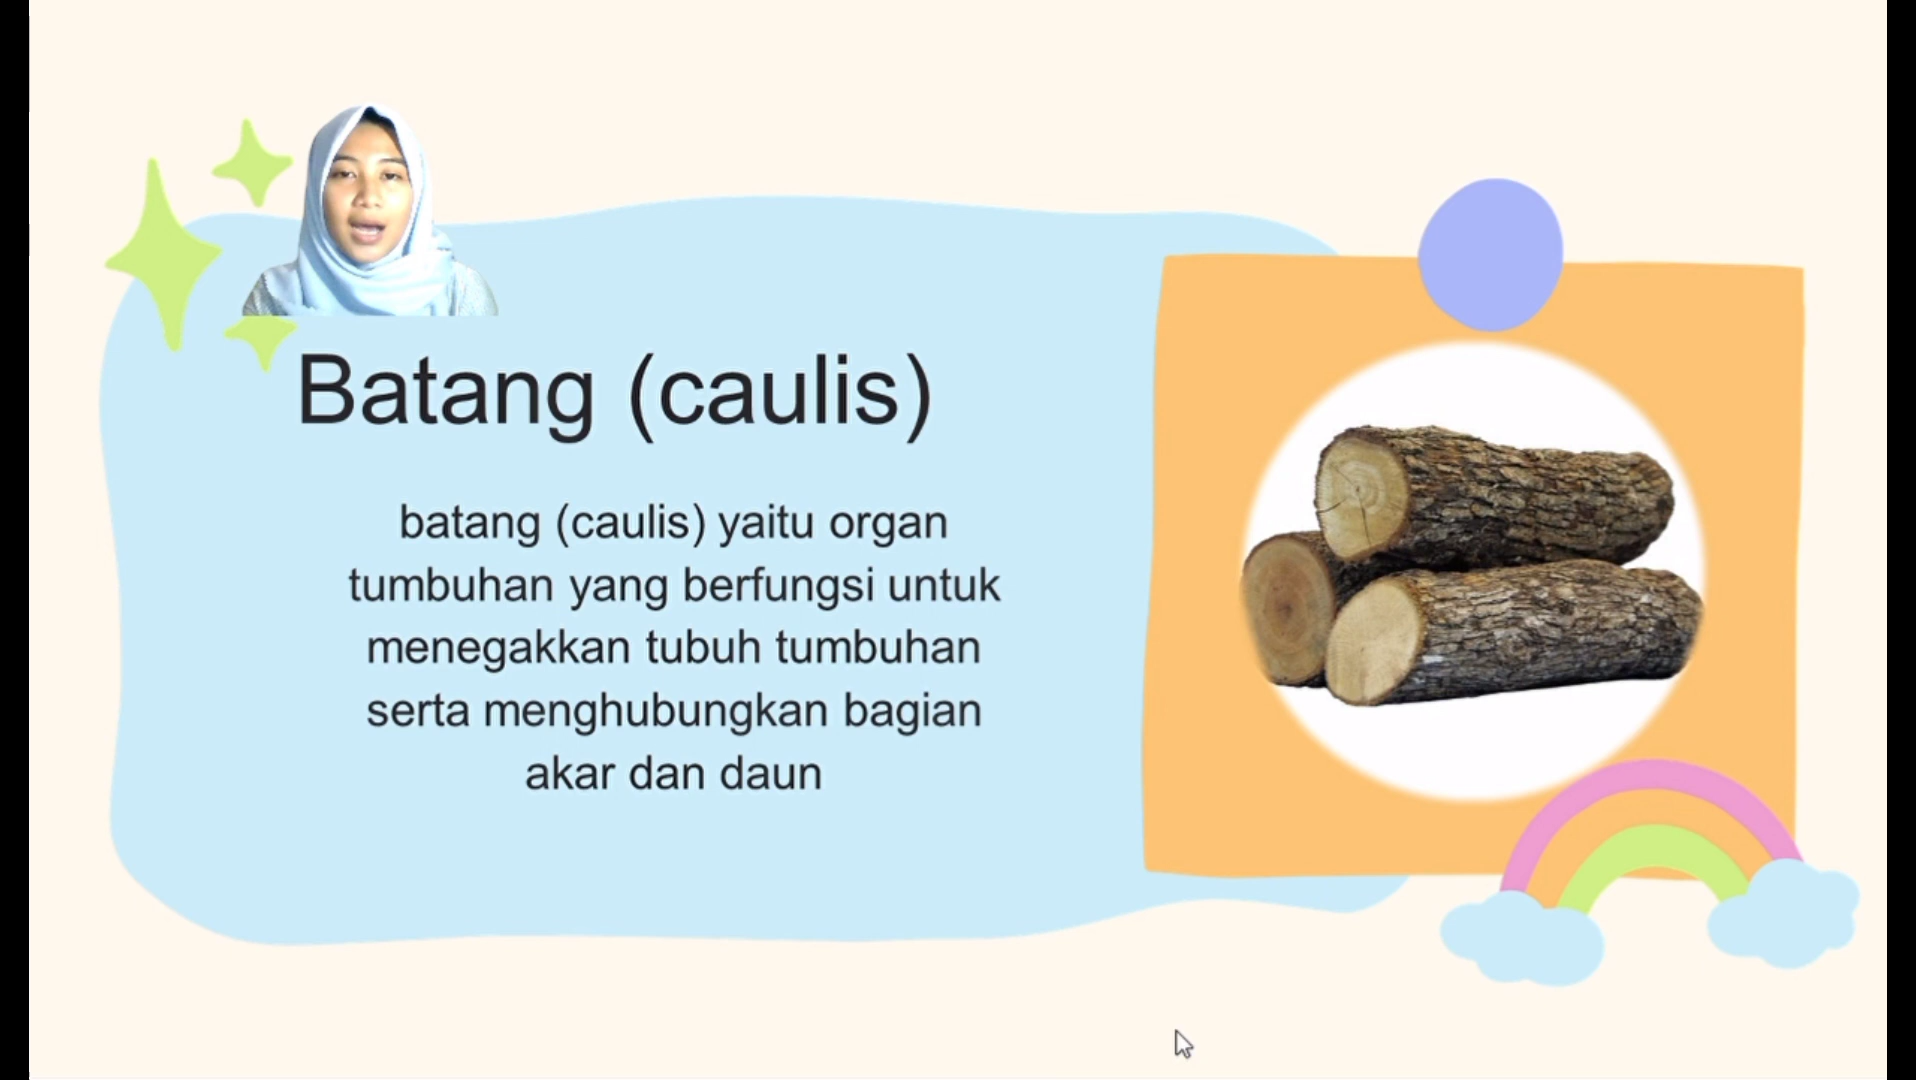 Batang (caulis)
batang (caulis) yaitu organ
tumbuhan yang berfungsi untuk
menegakkan tubuh tumbuhan
serta menghubungkan bagian
akar dan daun